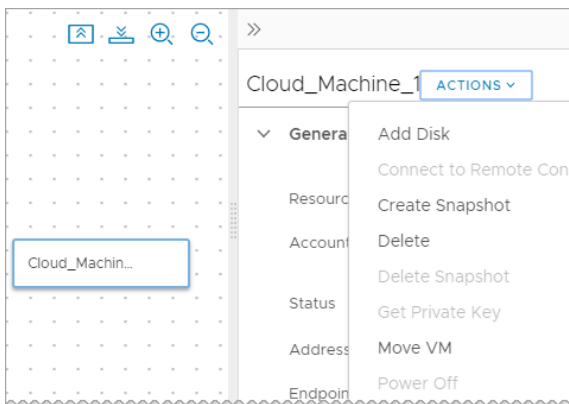 Cloud_Machine_1 ACTIONS
Genera
Add Disk
Connect to Remote Con
Resourc
Create Snapshot
Account
Delete
Cloud_Machin...
Delete Snapshot
Status
Get Private Key
Address
Move VM
Endpoin
Power Off